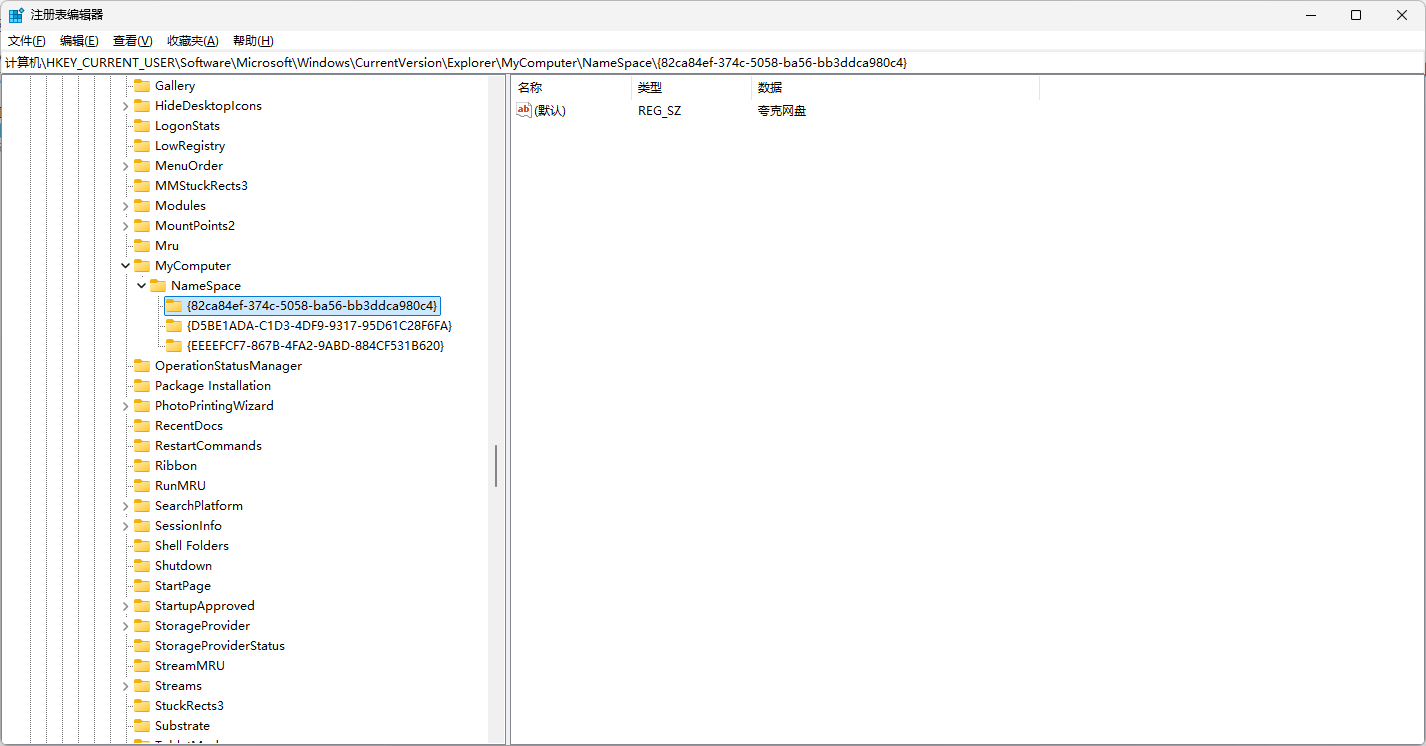 注册表编辑器
文件(F) 编辑(E) 查看(V) 收藏夹(A) 帮助(H)
计算机\HKEY_CURRENT_USER\Software\Microsoft\Windows\CurrentVersion\Explorer\MyComputer\NameSpace\{82ca84ef-374c-5058-ba56-bb3ddca980c4}
Gallery
HideDesktopIcons
LogonStats
LowRegistry
MenuOrder
MMStuckRects3
Modules
MountPoints2
Mru
MyComputer
NameSpace
{82ca84ef-374c-5058-ba56-bb3ddca980c4}
{D5BE1ADA-C1D3-4DF9-9317-95D61C28F6FA}
{EEEEFCF7-867B-4FA2-9ABD-884CF531B620}
OperationStatusManager
Package Installation
PhotoPrintingWizard
RecentDocs
RestartCommands
Ribbon
RunMRU
SearchPlatform
SessionInfo
Shell Folders
Shutdown
StartPage
StartupApproved
StorageProvider
StorageProviderStatus
StreamMRU
Streams
StuckRects3
Substrate
名称 类型 数据
ab (默认) REG_SZ 夸克网盘